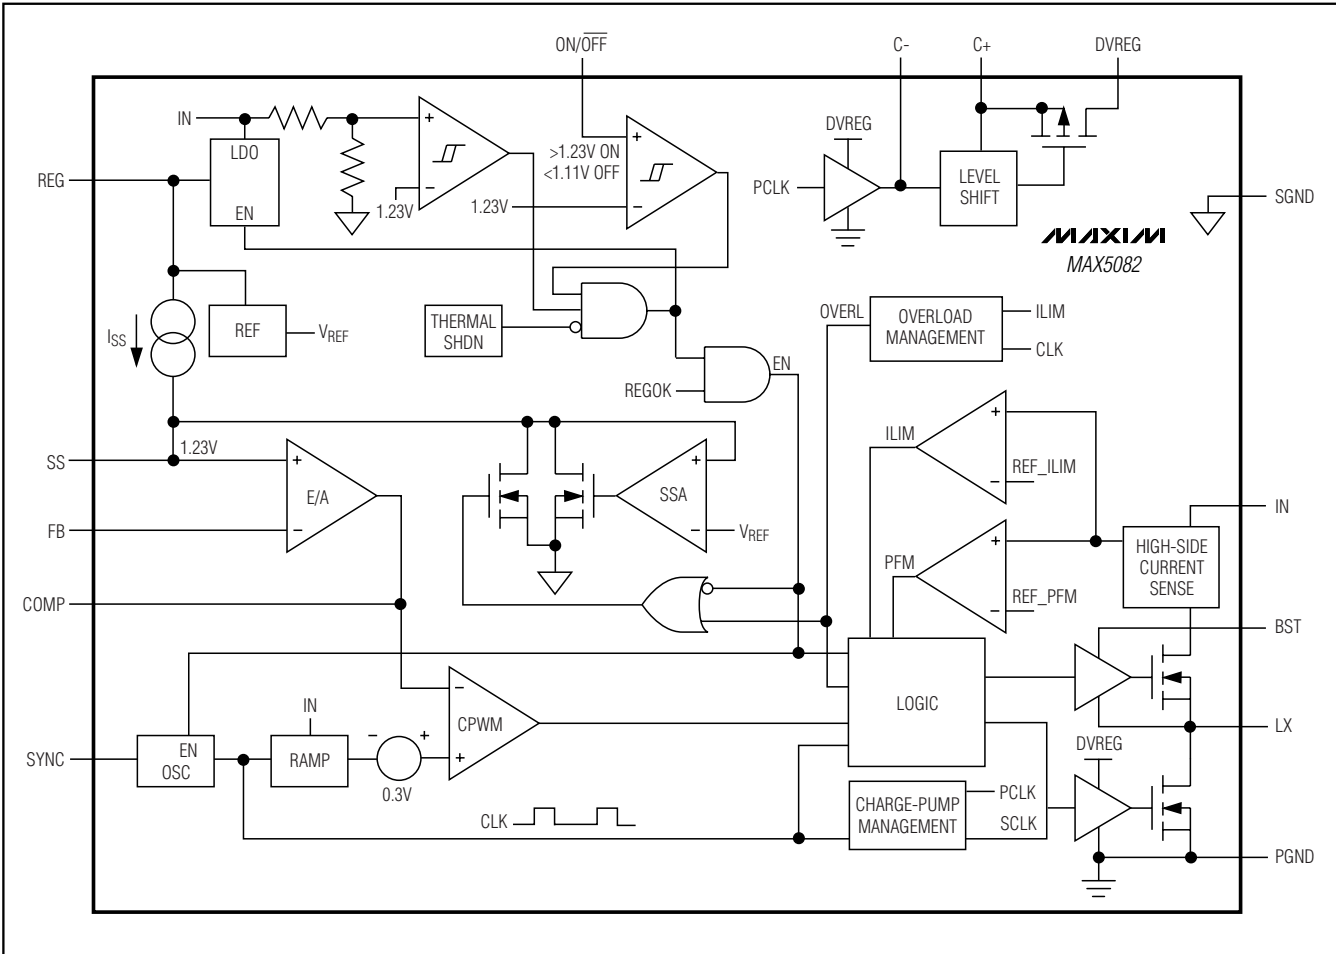 ON/OFF
C-
C+
DVREG
IN
LDO
EN
+
−
1.23V
>1.23V ON
<1.11V OFF
1.23V
+
−
DVREG
PCLK
LEVEL
SHIFT
REG
SGND
MAXIM
MAX5082
ISS
REF
VREF
THERMAL
SHDN
OVERL
OVERLOAD
MANAGEMENT
ILIM
CLK
EN
REGOK
SS
1.23V
+
E/A
−
FB
+
SSA
−
VREF
ILIM
+
REF_ILIM
−
PFM
+
REF_PFM
−
IN
HIGH-SIDE
CURRENT
SENSE
COMP
BST
LOGIC
LX
SYNC
EN
OSC
IN
RAMP
−
+
0.3V
−
CPWM
+
CLK
CHARGE-PUMP
MANAGEMENT
PCLK
SCLK
DVREG
PGND